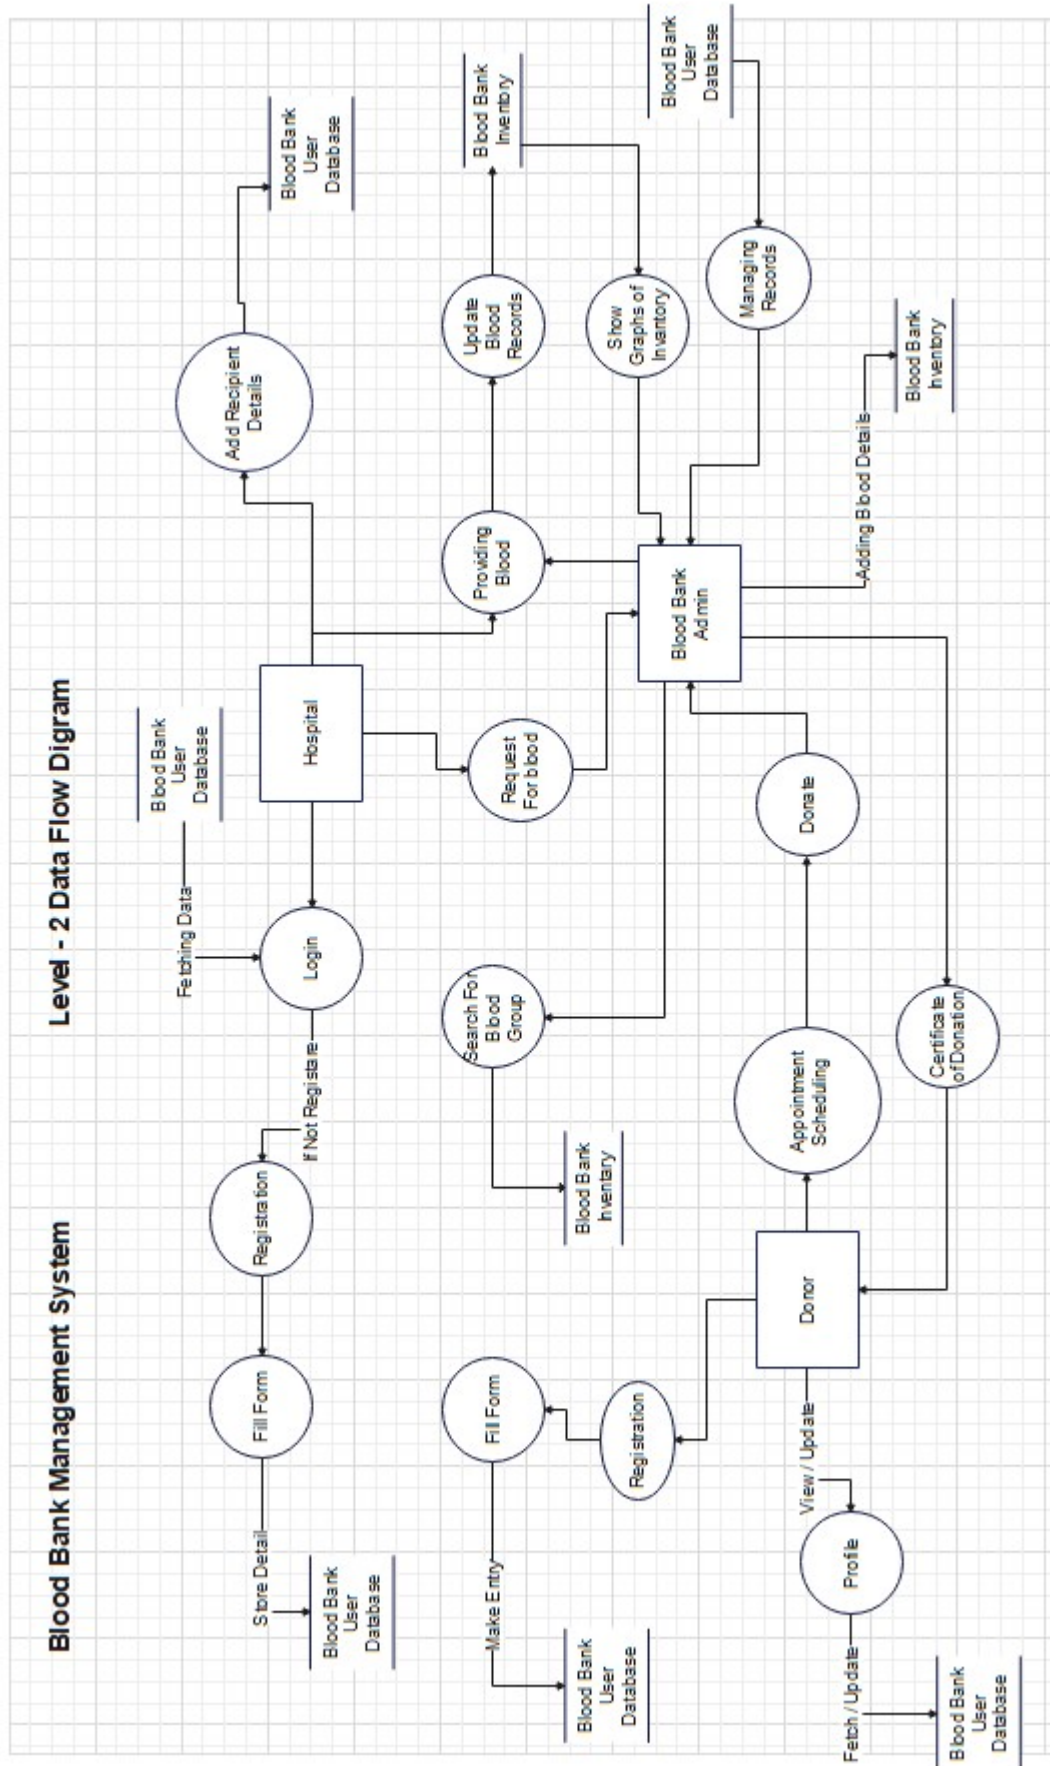 Blood Bank Management System
Level - 2 Data Flow Digram
Blood Bank
User
Database
Fetching Data
Store Detail
Fill Form
Registration
If Not Registare
Login
Hospital
Add Recipient
Details
Blood Bank
User
Database
Blood Bank
User
Database
Make Entry
Fill Form
Search For
Blood
Group
Request
For blood
Providing
Blood
Update
Blood
Records
Blood Bank
Inventory
Blood Bank
User
Database
Registration
Blood Bank
Inventary
Blood Bank
Admin
Show
Graphs of
Inventory
Blood Bank
User
Database
View / Update
Donor
Appointment
Scheduling
Donate
Managing
Records
Fetch / Update
Profile
Adding Blood Details
Blood Bank
User
Database
Certificate
of Donation
Blood Bank
Inventory